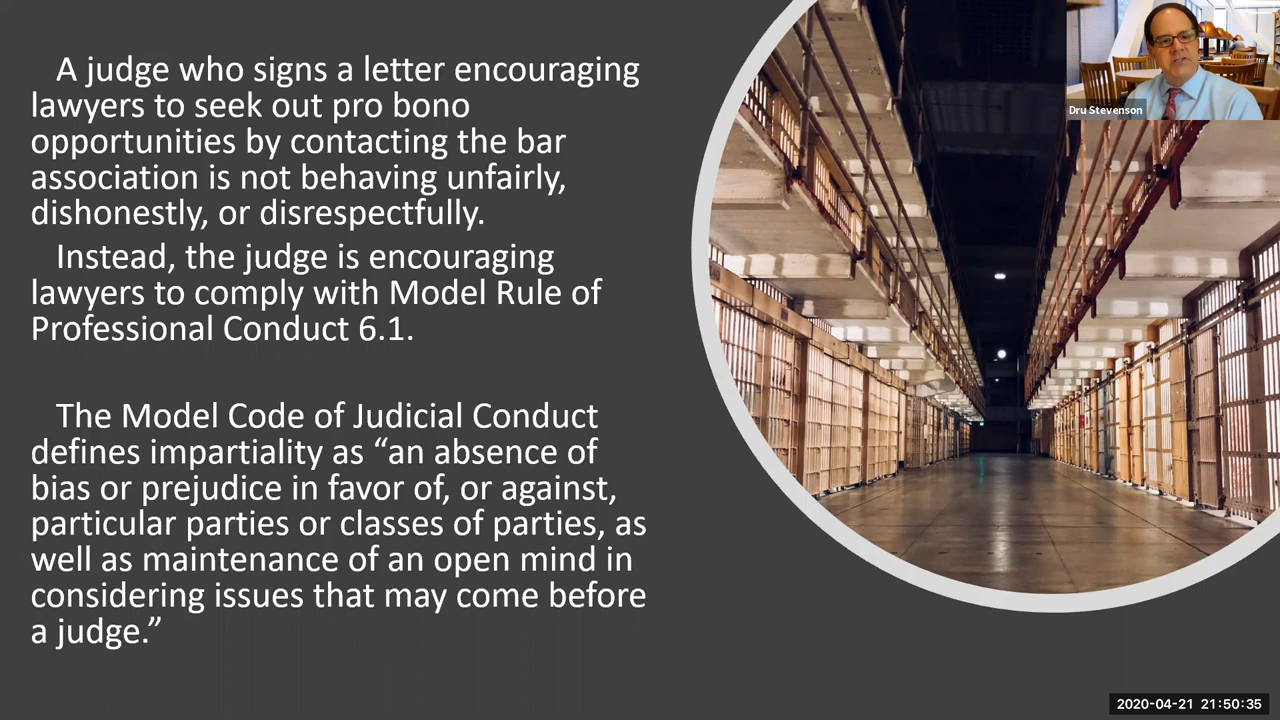 A judge who signs a letter encouraging
lawyers to seek out pro bono
opportunities by contacting the bar
association is not behaving unfairly,
dishonestly, or disrespectfully.
Instead, the judge is encouraging
lawyers to comply with Model Rule of
Professional Conduct 6.1.
The Model Code of Judicial Conduct
defines impartiality as “an absence of
bias or prejudice in favor of, or against,
particular parties or classes of parties, as
well as maintenance of an open mind in
considering issues that may come before
a judge.”
Dru Stevenson
2020-04-21 21:50:35